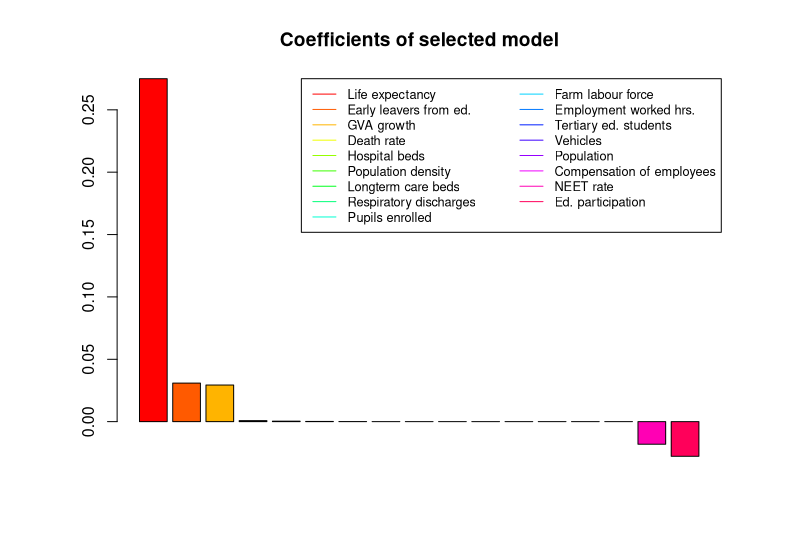 Coefficients of selected model
Life expectancy
Early leavers from ed.
GVA growth
Death rate
Hospital beds
Population density
Longterm care beds
Respiratory discharges
Pupils enrolled
Farm labour force
Employment worked hrs.
Tertiary ed. students
Vehicles
Population
Compensation of employees
NEET rate
Ed. participation
0.25
0.20
0.15
0.10
0.05
0.00